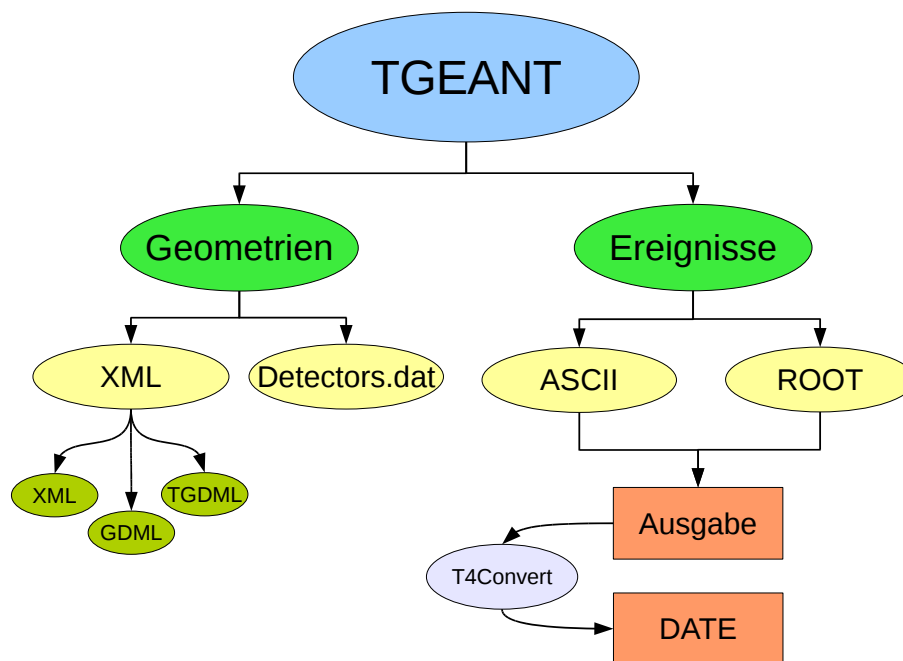 TGEANT
Geometrien
Ereignisse
XML
Detectors.dat
ASCII
ROOT
XML
GDML
TGDML
Ausgabe
T4Convert
DATE